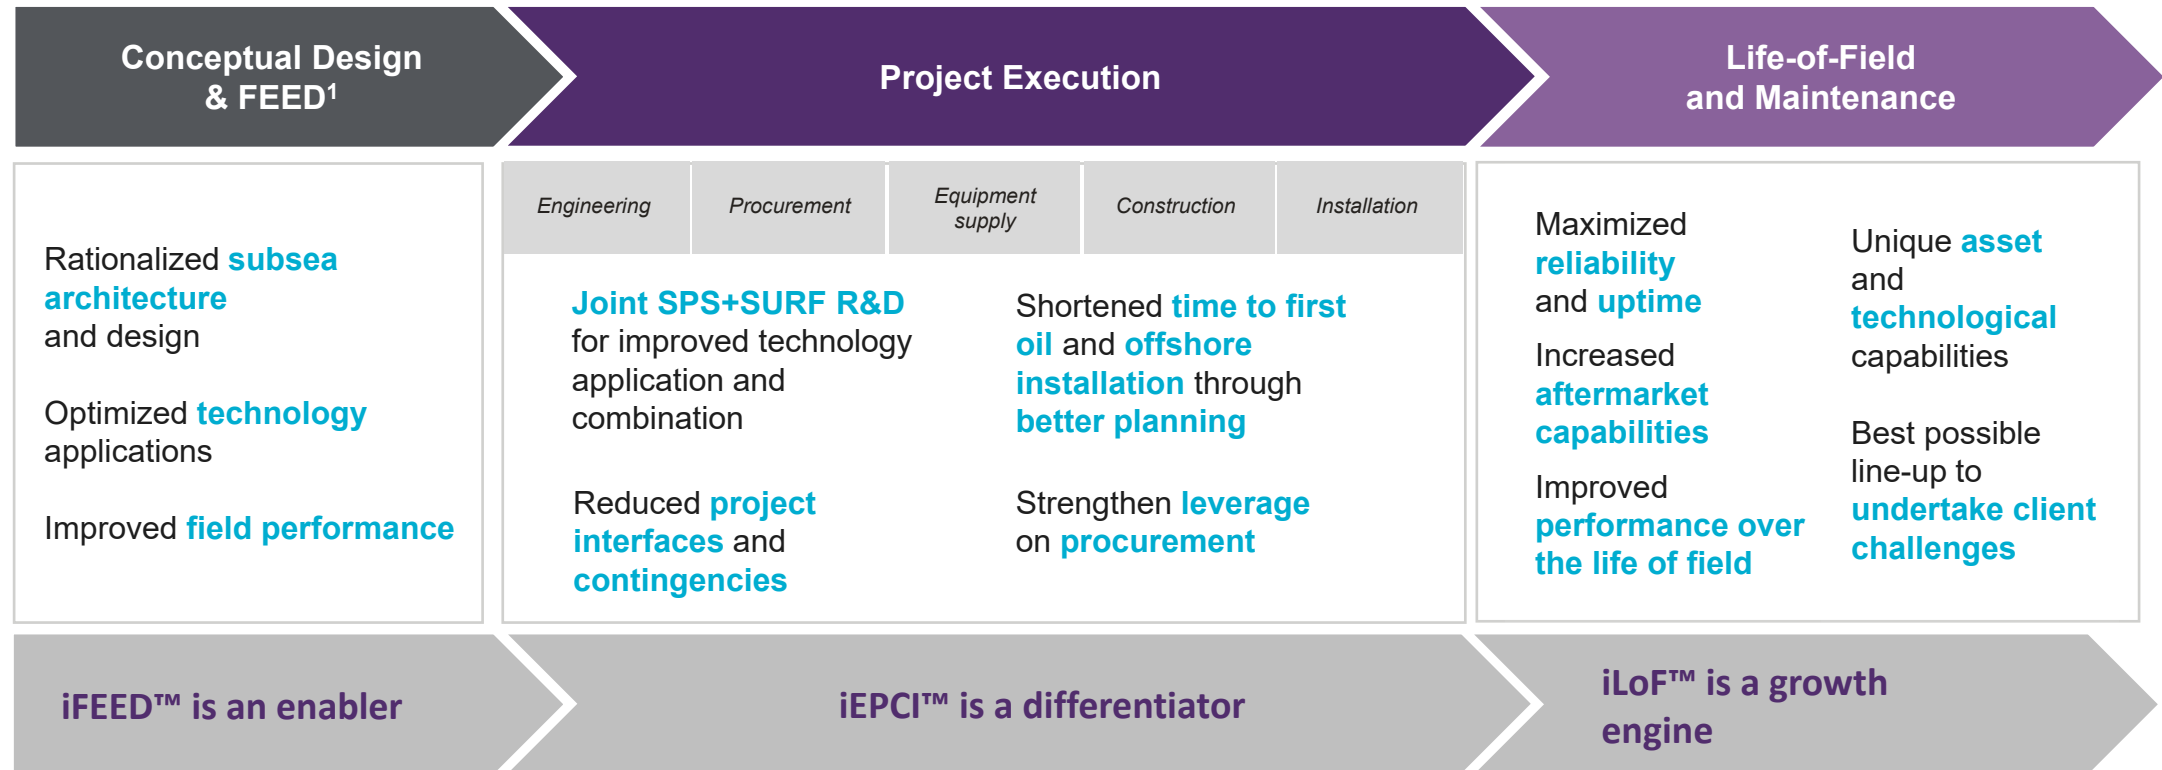 Conceptual Design
& FEED¹
Project Execution
Life-of-Field
and Maintenance
Rationalized subsea
architecture
and design
Optimized technology
applications
Improved field performance
Engineering
Procurement
Equipment
supply
Construction
Installation
Joint SPS+SURF R&D
for improved technology
application and
combination
Reduced project
interfaces and
contingencies
Shortened time to first
oil and offshore
installation through
better planning
Strengthen leverage
on procurement
Maximized
reliability
and uptime
Increased
aftermarket
capabilities
Improved
performance over
the life of field
Unique asset
and
technological
capabilities
Best possible
line-up to
undertake client
challenges
iFEED™ is an enabler
iEPCI™ is a differentiator
iLoF™ is a growth
engine